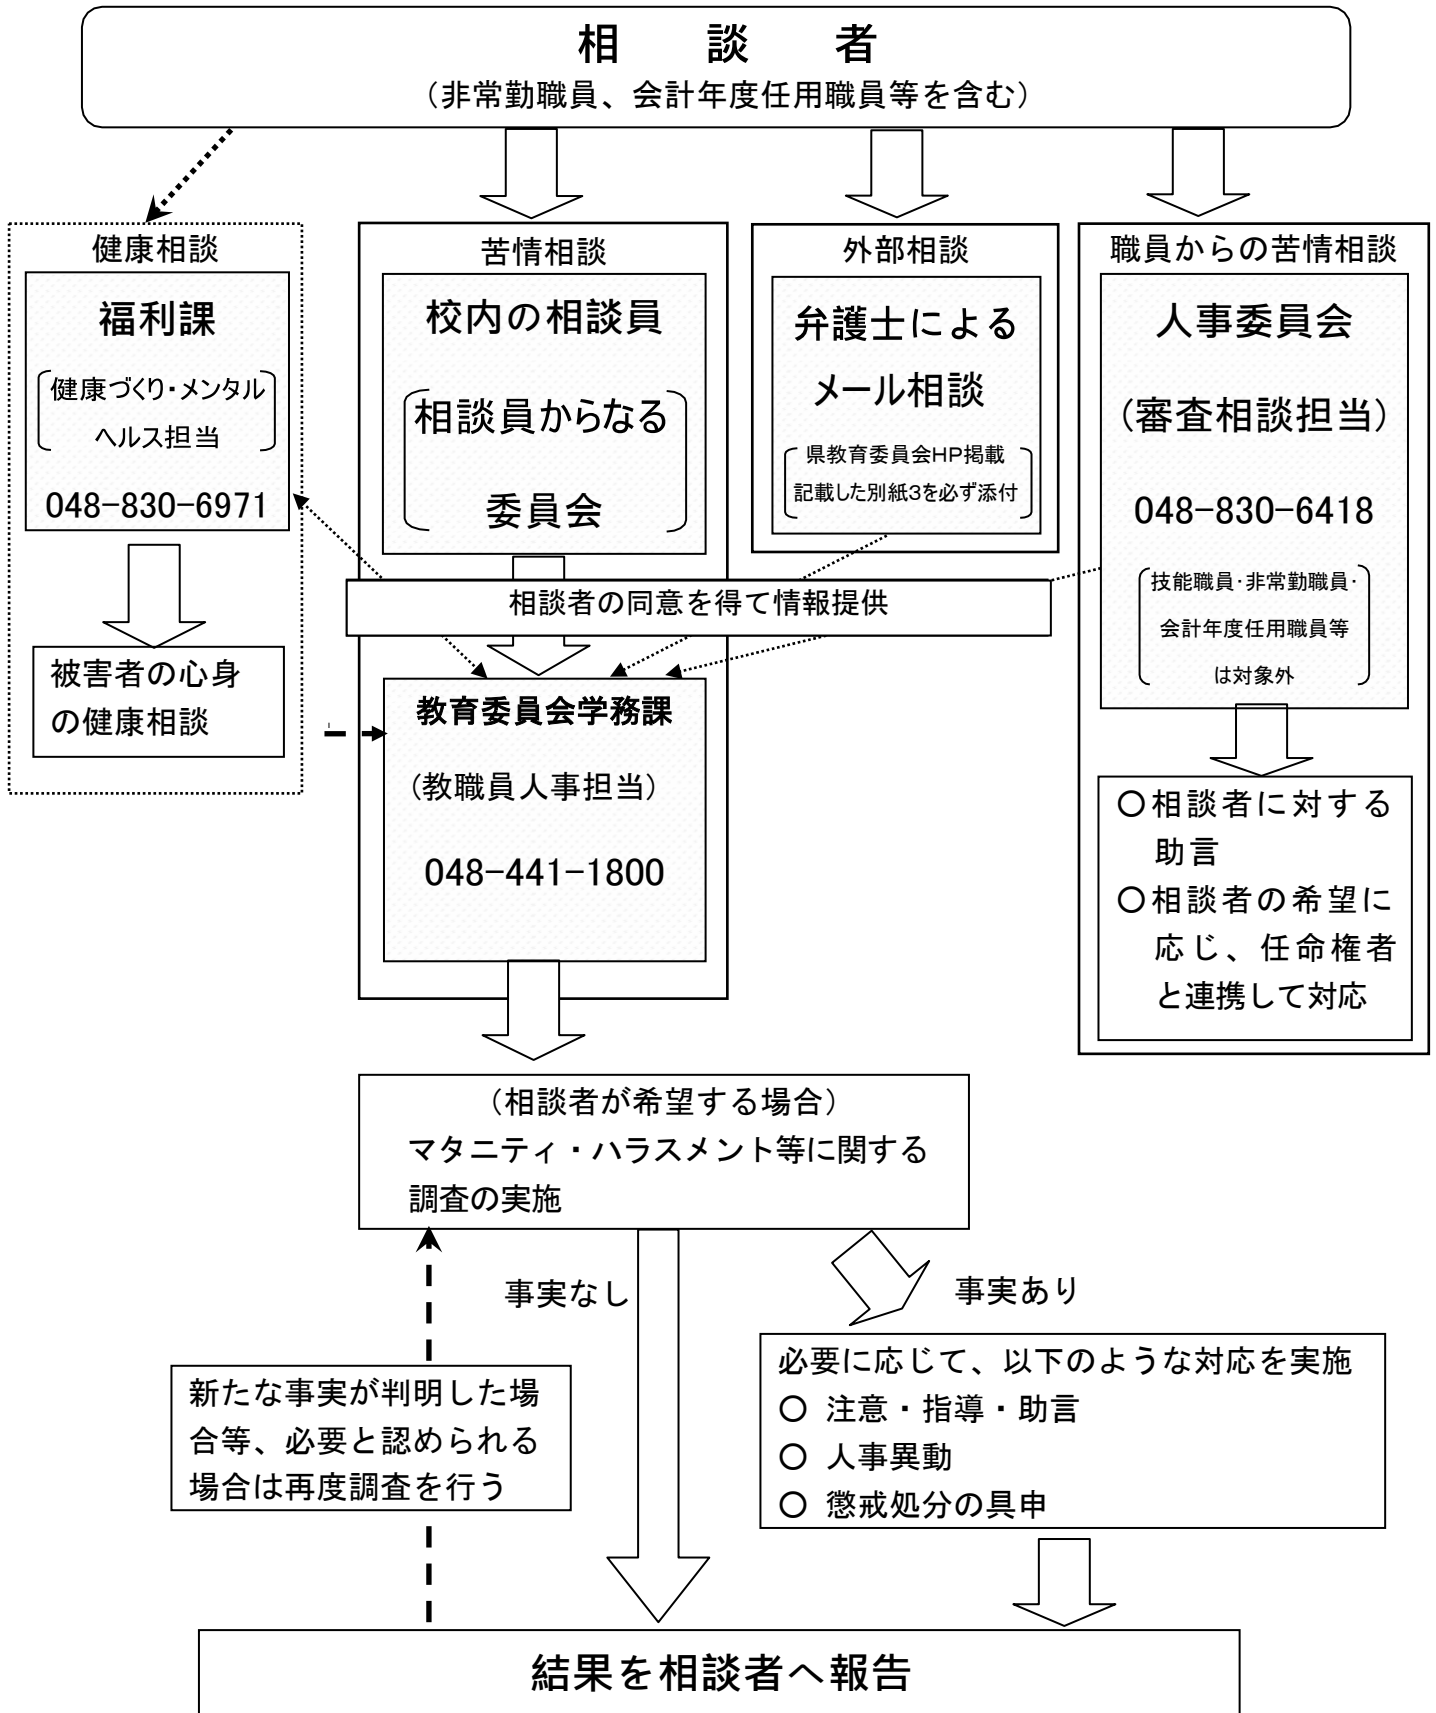 相　談　者
（非常勤職員、会計年度任用職員等を含む）
健康相談
福利課
健康づくり・メンタル
ヘルス担当
048-830-6971
被害者の心身
の健康相談
苦情相談
校内の相談員
相談員からなる
委員会
外部相談
弁護士による
メール相談
県教育委員会HP掲載
記載した別紙3を必ず添付
職員からの苦情相談
人事委員会
（審査相談担当）
048-830-6418
技能職員・非常勤職員・
会計年度任用職員等
は対象外
〇相談者に対する
助言
〇相談者の希望に
応じ、任命権者
と連携して対応
相談者の同意を得て情報提供
教育委員会学務課
（教職員人事担当）
048-441-1800
（相談者が希望する場合）
マタニティ・ハラスメント等に関する
調査の実施
事実なし
事実あり
必要に応じて、以下のような対応を実施
〇 注意・指導・助言
〇 人事異動
〇 懲戒処分の具申
新たな事実が判明した場
合等、必要と認められる
場合は再度調査を行う
結果を相談者へ報告